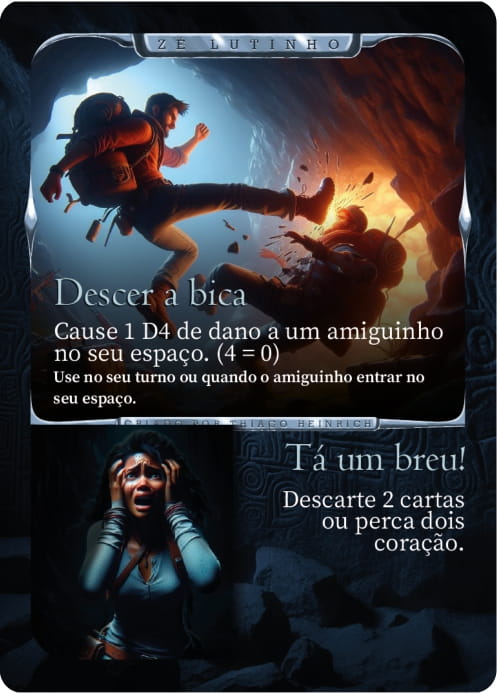 ZÉ LUTINHO
Descer a bica
Cause 1 D4 de dano a um amiguinho
no seu espaço. (4 = 0)
Use no seu turno ou quando o amiguinho entrar no
seu espaço.
CRIADO POR THIAGO HEINRICH
Tá um breu!
Descarte 2 cartas
ou perca dois
coração.